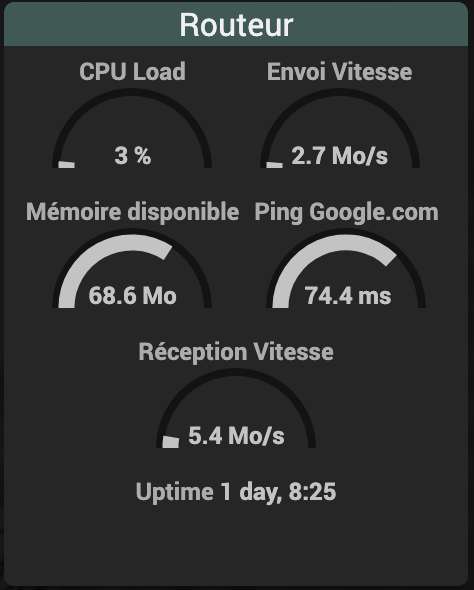 Routeur
CPU Load Envoi Vitesse
3 % 2.7 Mo/s
Mémoire disponible Ping Google.com
68.6 Mo 74.4 ms
Réception Vitesse
5.4 Mo/s
Uptime 1 day, 8:25